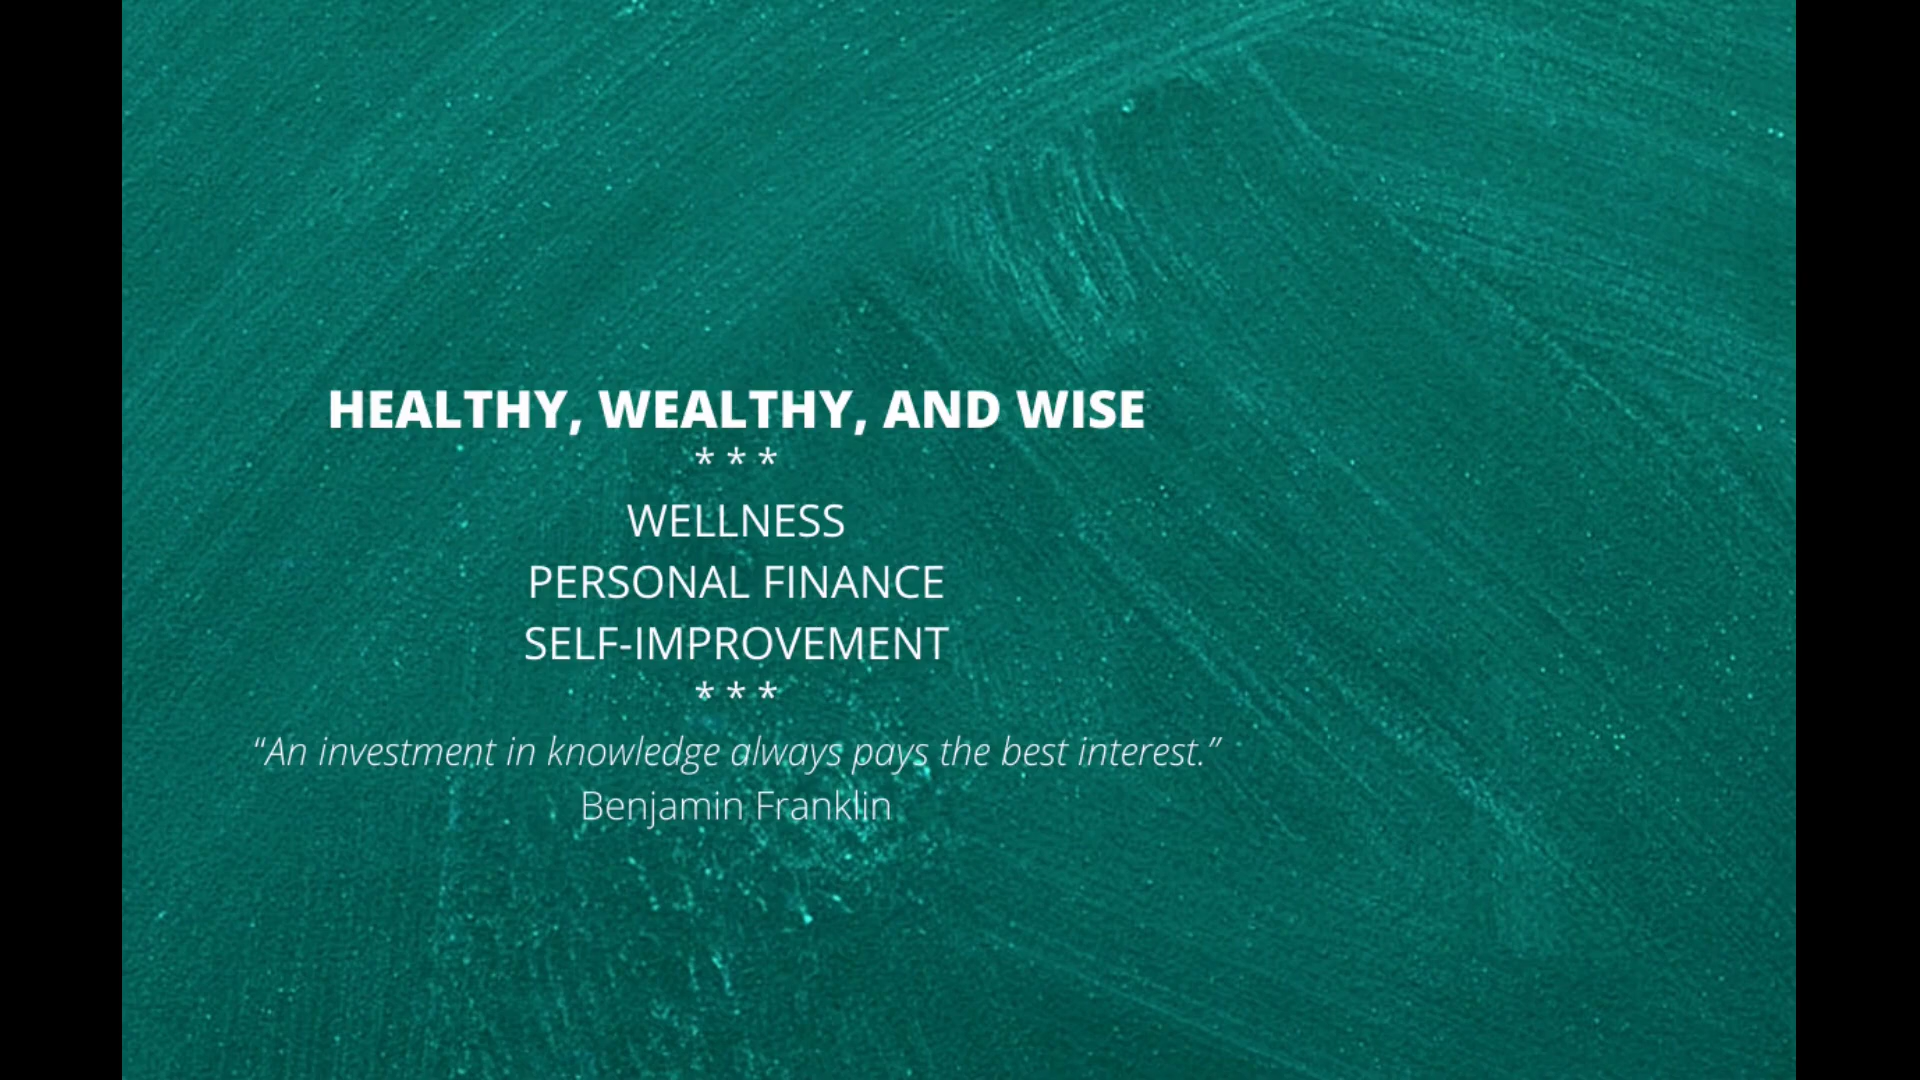 HEALTHY, WEALTHY, AND WISE
* * *
WELLNESS
PERSONAL FINANCE
SELF-IMPROVEMENT
* * *
“An investment in knowledge always pays the best interest.”
Benjamin Franklin